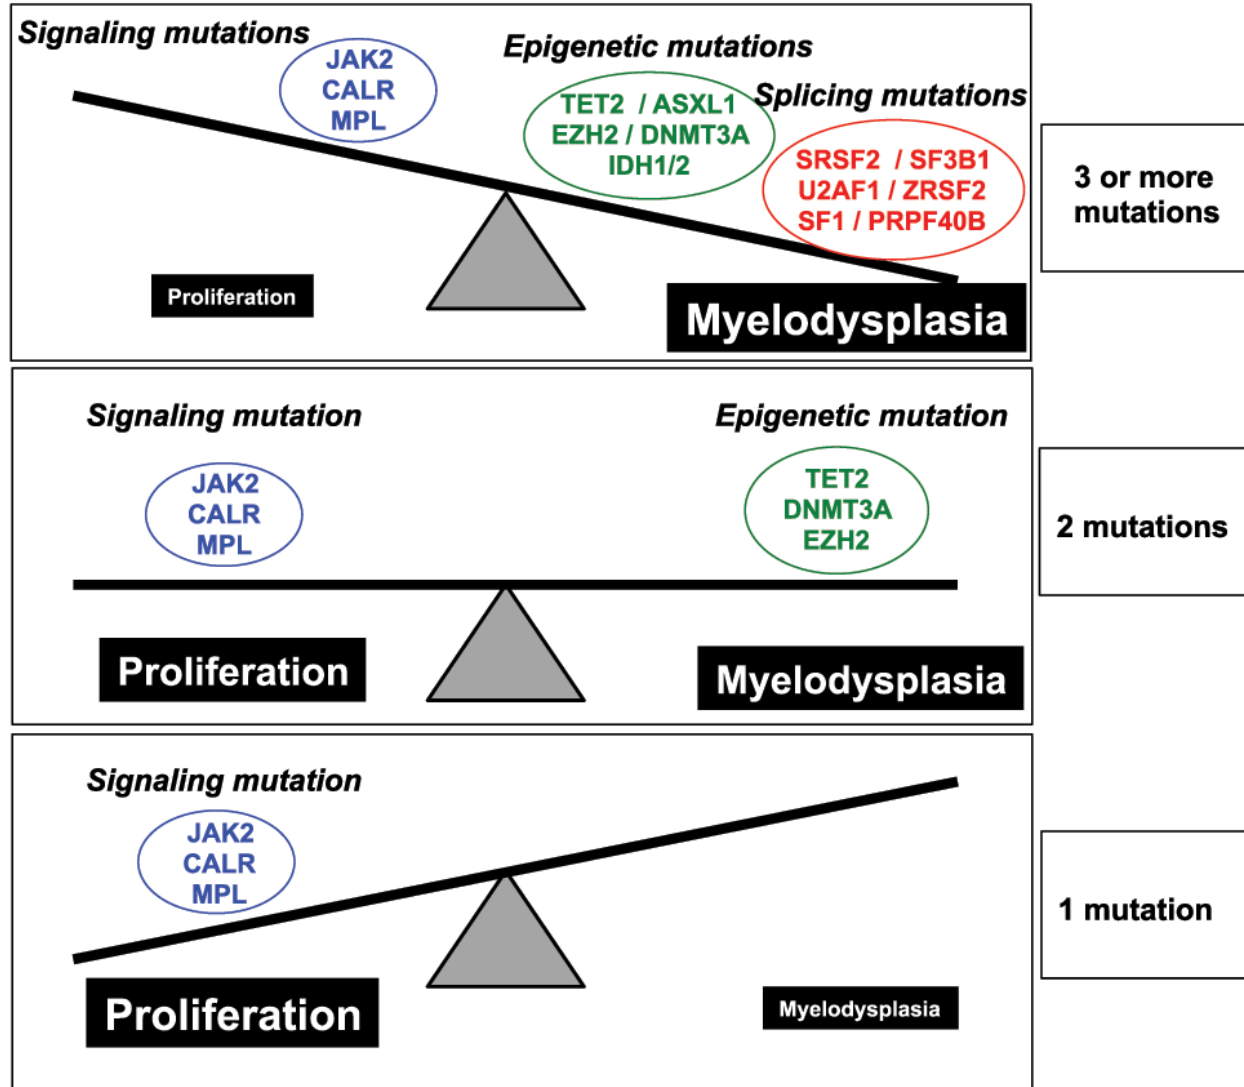 Signaling mutations
JAK2
CALR
MPL
Epigenetic mutations
TET2 / ASXL1
EZH2 / DNMT3A
IDH1/2
Splicing mutations
SRSF2 / SF3B1
U2AF1 / ZRSF2
SF1 / PRPF40B
Proliferation
Myelodysplasia
3 or more
mutations
Signaling mutation
JAK2
CALR
MPL
Epigenetic mutation
TET2
DNMT3A
EZH2
Proliferation
Myelodysplasia
2 mutations
Signaling mutation
JAK2
CALR
MPL
Proliferation
Myelodysplasia
1 mutation